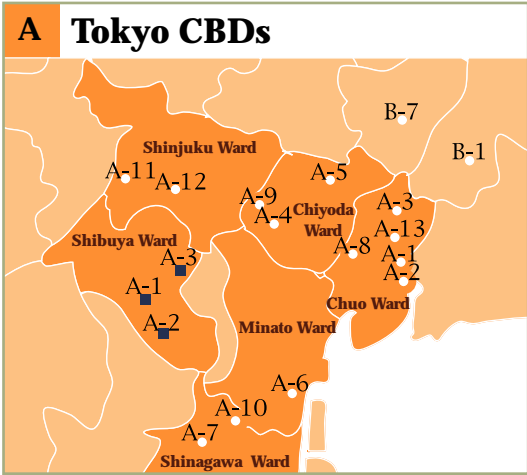 A Tokyo CBDs
B-7
B-1
Shinjuku Ward
A-11
A-12
A-5
A-9
A-4
Chiyoda
Ward
A-3
A-13
A-8
A-1
A-2
Shibuya Ward
A-3
A-1
A-2
Chuo Ward
Minato Ward
A-6
A-10
A-7
Shinagawa Ward